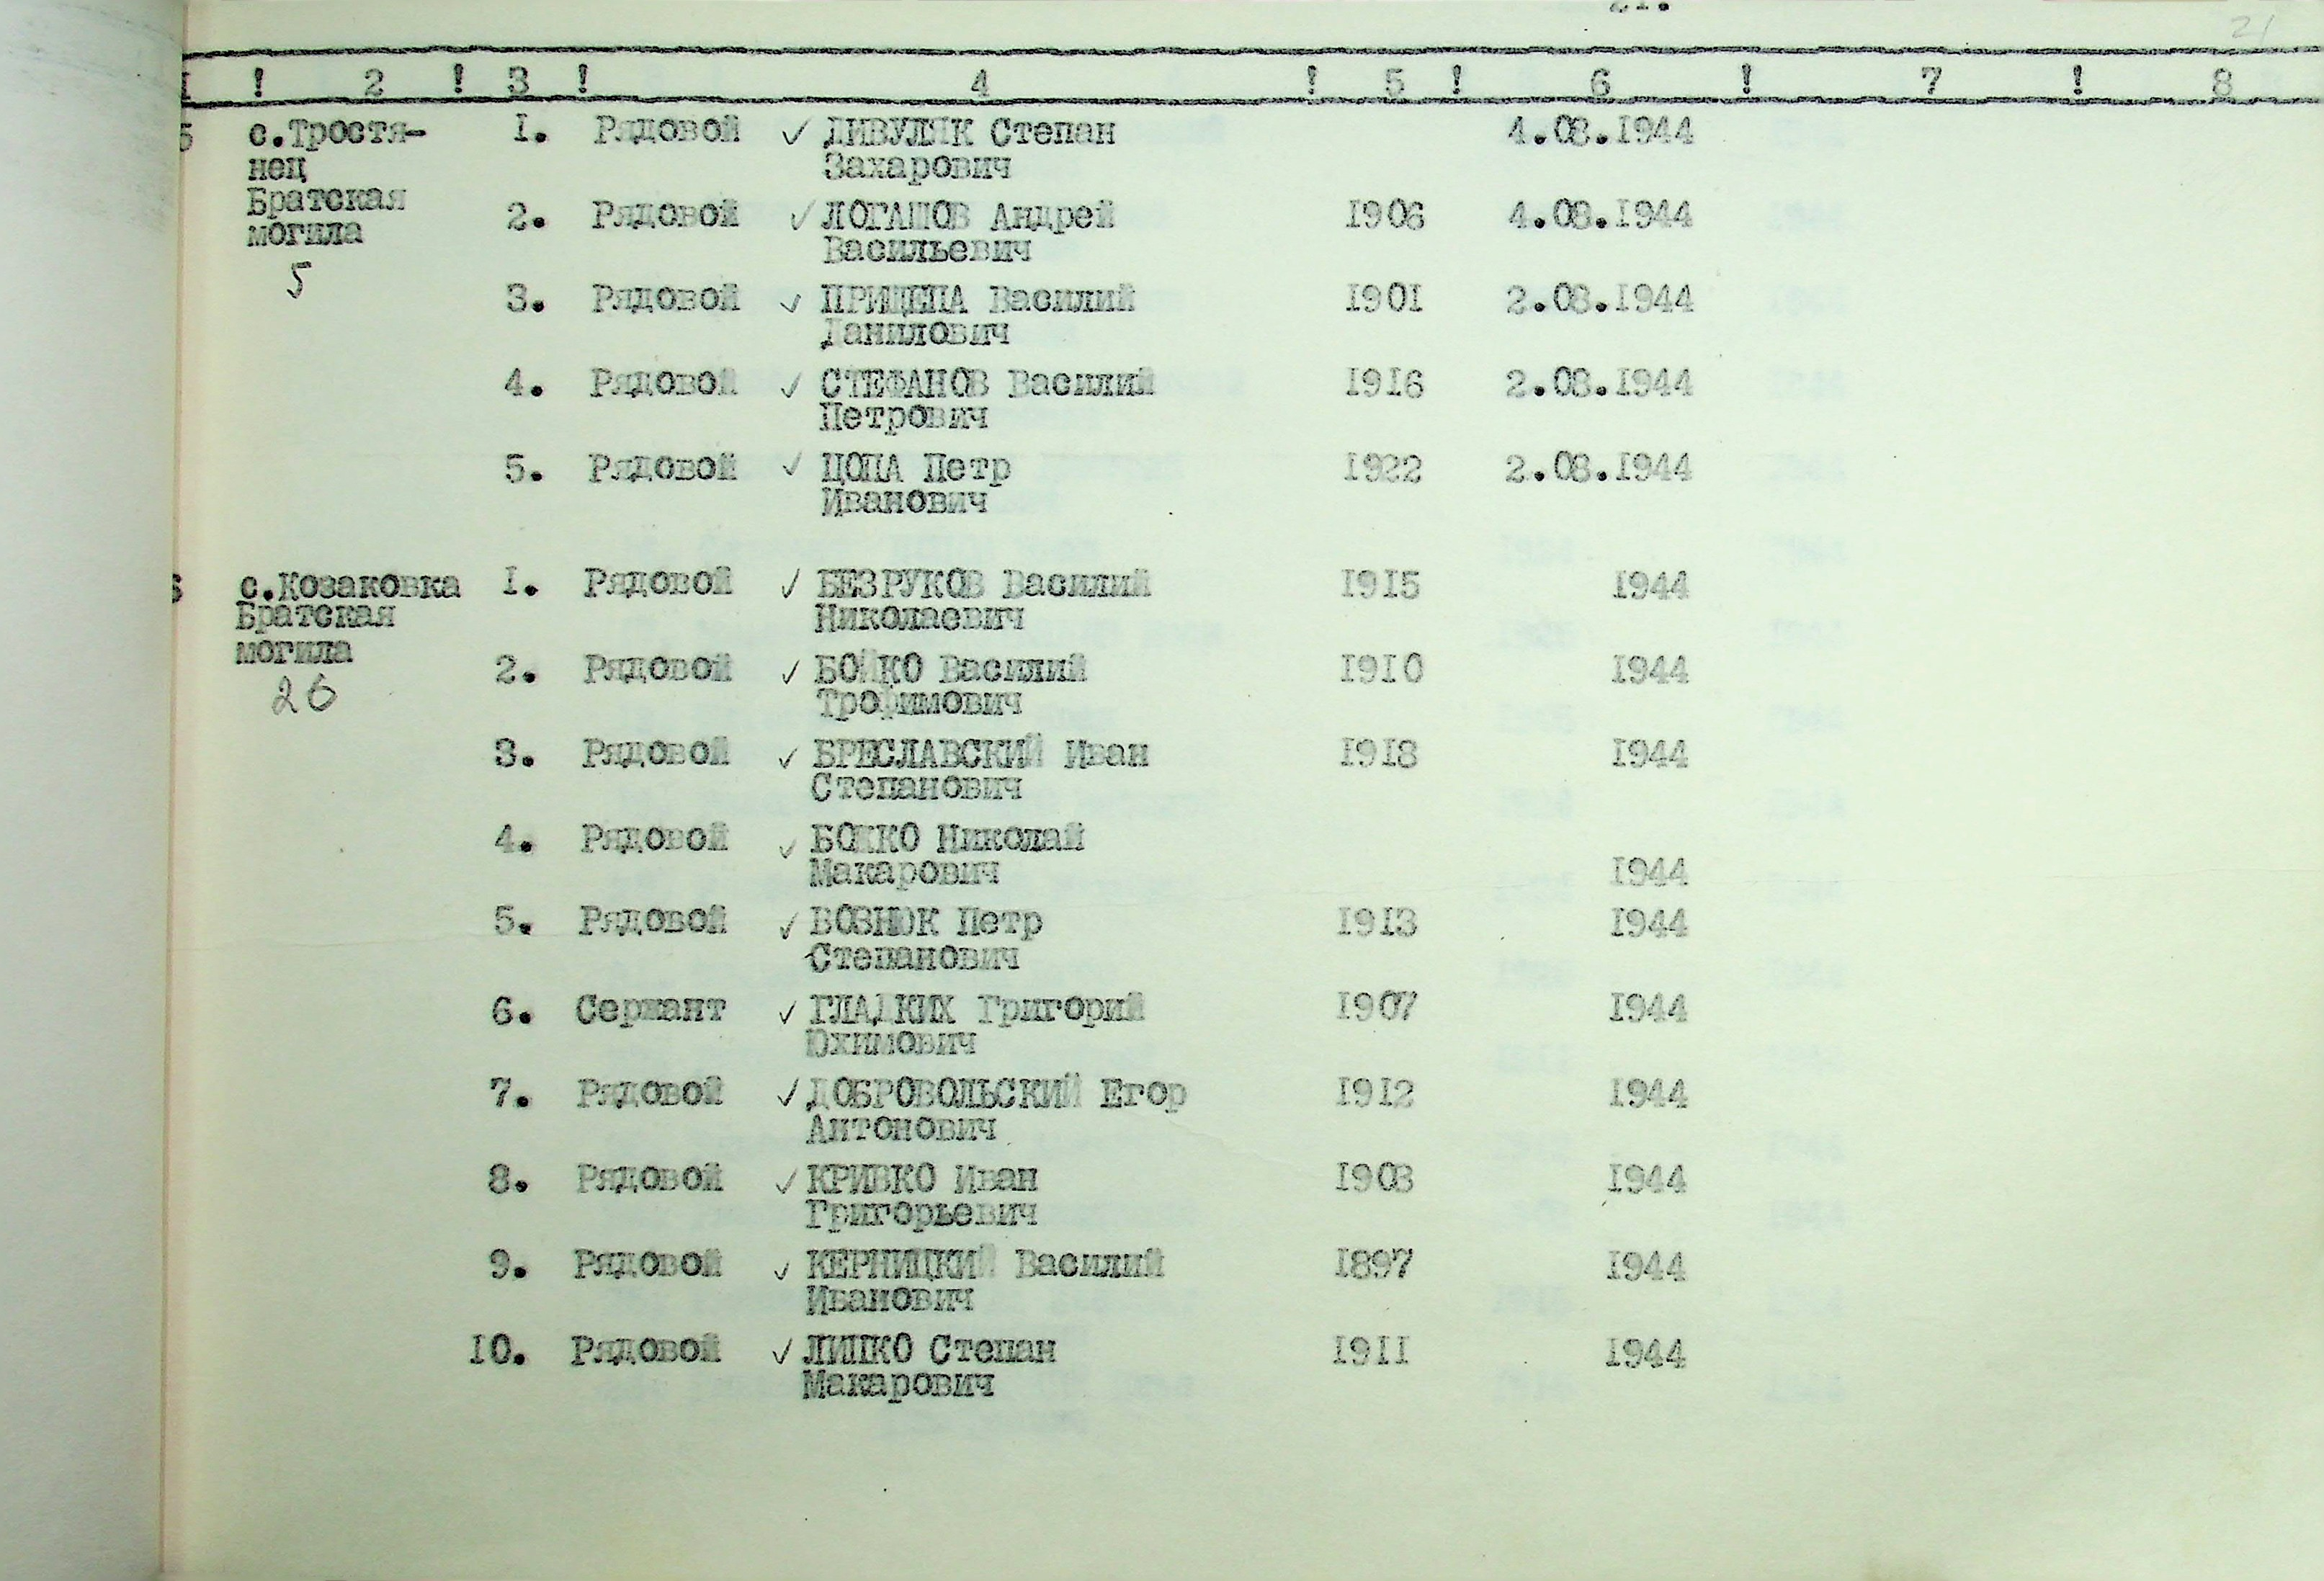 21.
21
1 ! 2 ! 3 ! 4 ! 5 ! 6 ! 7 ! 8
5 с.Тростя- 1. Рядовой ✓ ДИВУЛЯК Степан 4.08.1944
нец Захарович
Братская 2. Рядовой ✓ ЛОГАШОВ Андрей 1906 4.08.1944
могила Васильевич
5
3. Рядовой ✓ ПРИЩЕПА Василий 1901 2.08.1944
Данилович
4. Рядовой ✓ СТЕФАНОВ Василий 1916 2.08.1944
Петрович
5. Рядовой ✓ ЦОПА Петр 1922 2.08.1944
Иванович
6 с.Козаковка 1. Рядовой ✓ БЕЗРУКОВ Василий 1915 1944
Братская Николаевич
могила 2. Рядовой ✓ БОЙКО Василий 1910 1944
26 Трофимович
3. Рядовой ✓ БРЕСЛАВСКИЙ Иван 1918 1944
Степанович
4. Рядовой ✓ Николай
Макарович 1944
5. Рядовой ✓ ВОЗНЮК Петр 1913 1944
Степанович
6. Сержант ✓ ГЛАДКИХ Григорий 1907 1944
Юхимович
7. Рядовой ✓ ДОБРОВОЛЬСКИЙ Егор 1912 1944
Антонович
8. Рядовой ✓ КРИВКО Иван 1903 1944
Григорьевич
9. Рядовой ✓ КЕРНИЦКИЙ Василий 1897 1944
Иванович
10. Рядовой ✓ ЛИПКО Степан 1911 1944
Макарович